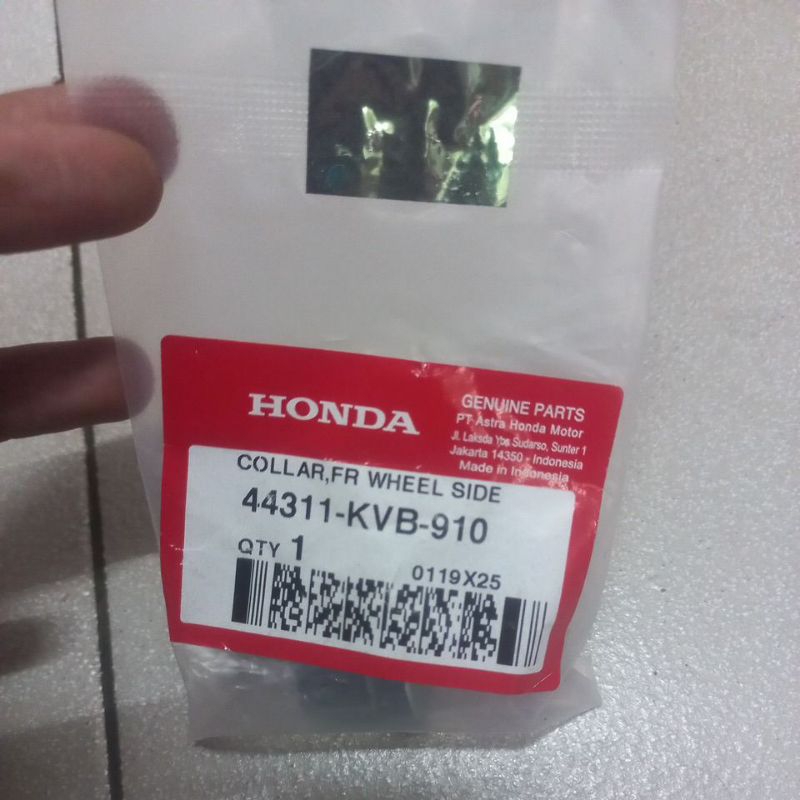 HONDA
GENUINE PARTS
PT Astra Honda Motor
Jl. Laksda Yos Sudarso, Sunter 1
Jakarta 14350 - Indonesia
Made in Indonesia
COLLAR,FR WHEEL SIDE
44311-KVB-910
QTY 1
0119X25